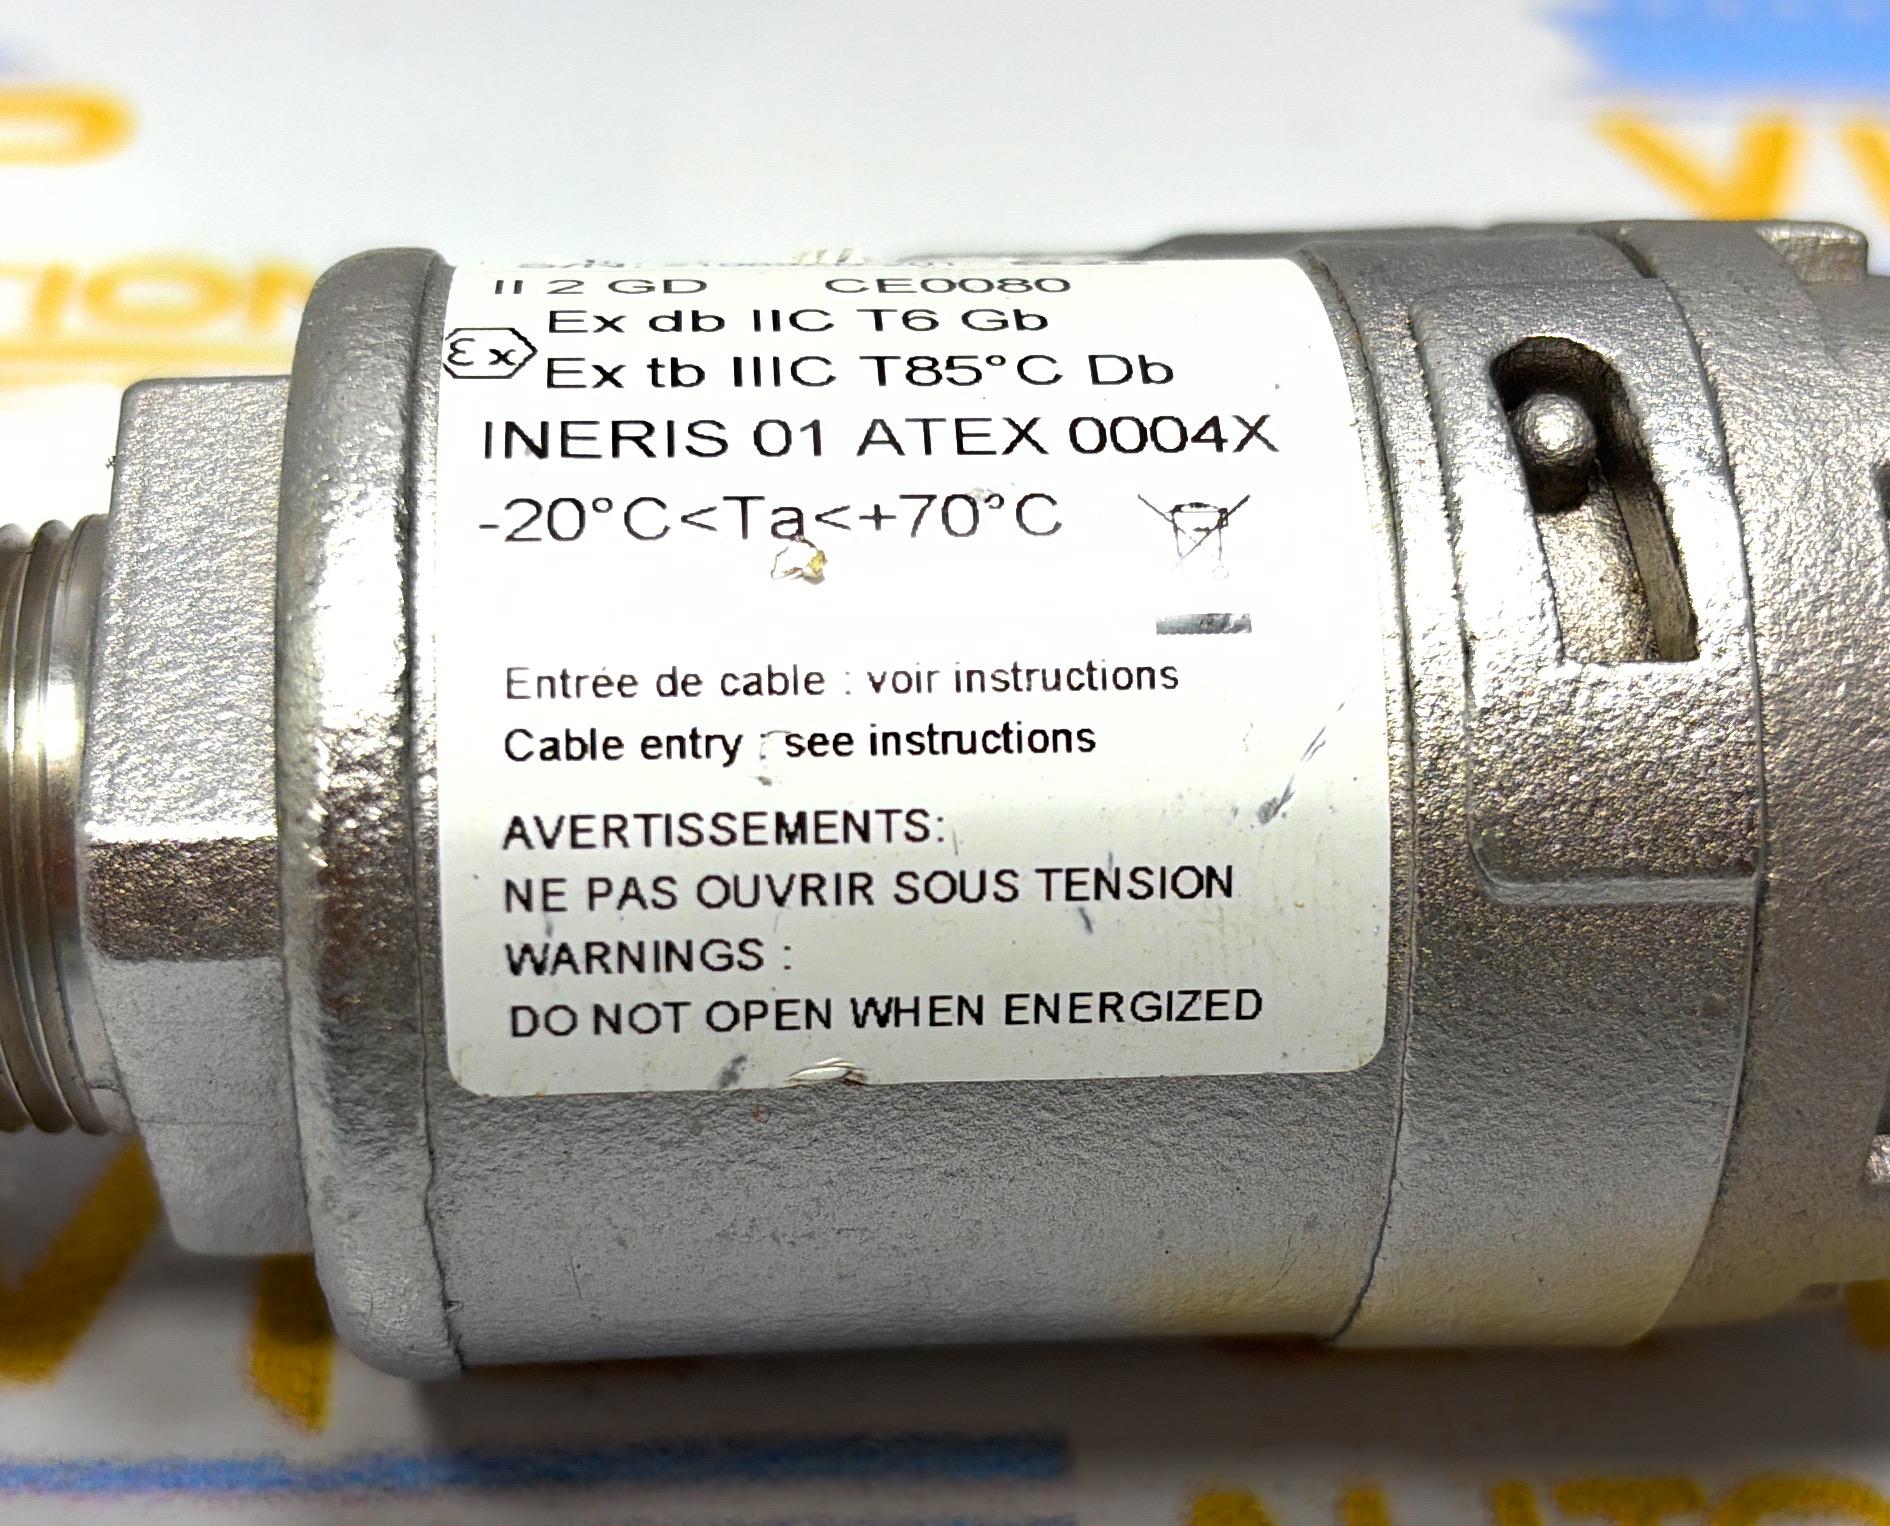 II 2 GD CE0080
Ex db IIC T6 Gb
Ex
Ex tb IIIC T85°C Db
INERIS 01 ATEX 0004X
-20°C<Ta<+70°C
Entrée de cable : voir instructions
Cable entry : see instructions
AVERTISSEMENTS:
NE PAS OUVRIR SOUS TENSION
WARNINGS :
DO NOT OPEN WHEN ENERGIZED